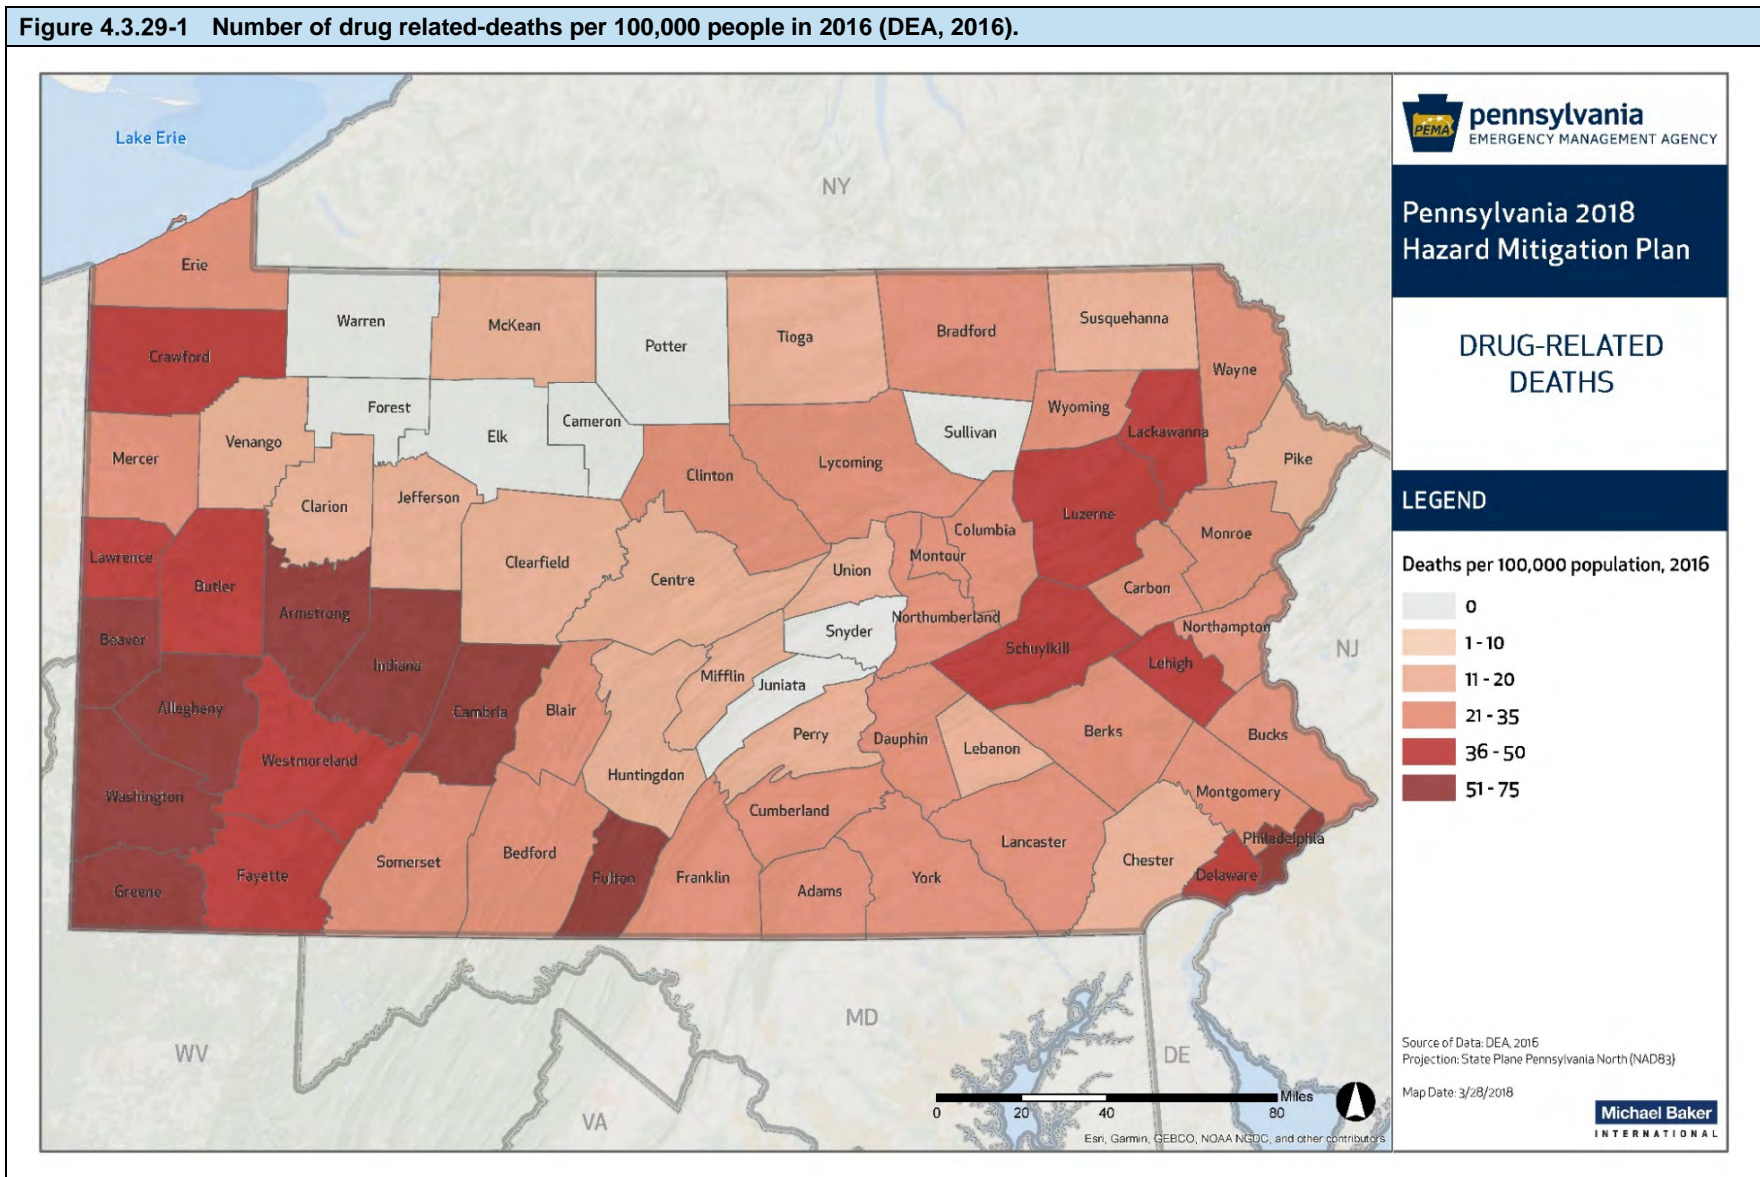 Figure 4.3.29-1 Number of drug related-deaths per 100,000 people in 2016 (DEA, 2016).
Lake Erie
NY
Erie
Warren
McKean
Potter
Tioga
Bradford
Susquehanna
Wayne
Crawford
Forest
Elk
Cameron
Sullivan
Wyoming
Lackawanna
Pike
Mercer
Venango
Clarion
Jefferson
Clinton
Lycoming
Columbia
Luzerne
Monroe
Lawrence
Butler
Armstrong
Clearfield
Centre
Union
Montour
Carbon
Beaver
Indiana
Snyder
Northumberland
Schuylkill
Northampton
Lehigh
NJ
Allegheny
Cambria
Blair
Mifflin
Juniata
Perry
Dauphin
Lebanon
Berks
Bucks
Washington
Westmoreland
Huntingdon
Cumberland
Montgomery
Philadelphia
Greene
Fayette
Somerset
Bedford
Fulton
Franklin
Adams
York
Lancaster
Chester
Delaware
WV
VA
MD
DE
0 20 40 80 Miles
Esri, Garmin, GEBCO, NOAA NGDC, and other contributors
PEMA
pennsylvania
EMERGENCY MANAGEMENT AGENCY
Pennsylvania 2018
Hazard Mitigation Plan
DRUG-RELATED
DEATHS
LEGEND
Deaths per 100,000 population, 2016
0
1 - 10
11 - 20
21 - 35
36 - 50
51 - 75
Source of Data: DEA, 2016
Projection: State Plane Pennsylvania North (NAD83)
Map Date: 3/28/2018
Michael Baker
INTERNATIONAL